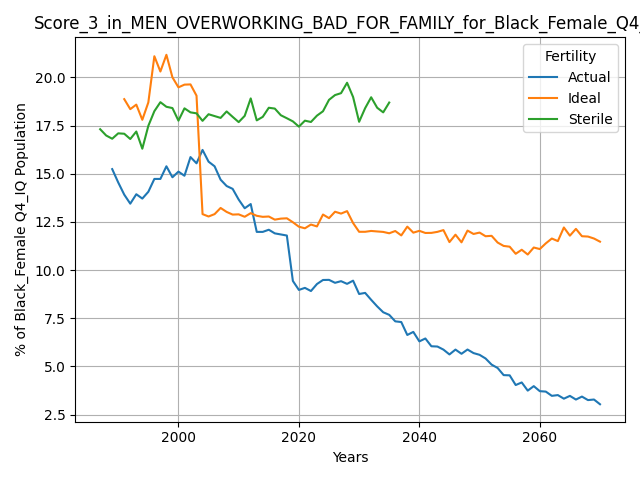 Score_3_in_MEN_OVERWORKING_BAD_FOR_FAMILY_for_Black_Female_Q4_
Fertility
Actual
Ideal
Sterile
% of Black_Female Q4_IQ Population
20.0
17.5
15.0
12.5
10.0
7.5
5.0
2.5
2000
2020
2040
2060
Years